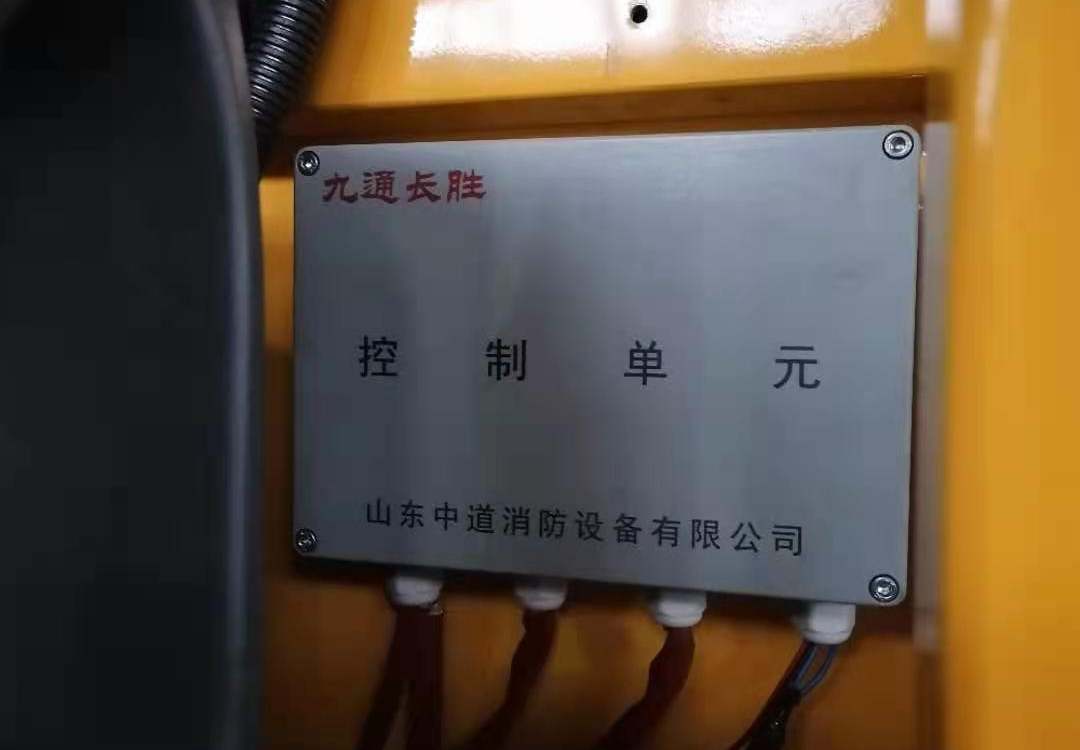 九通长胜
控制单元
山东中道消防设备有限公司